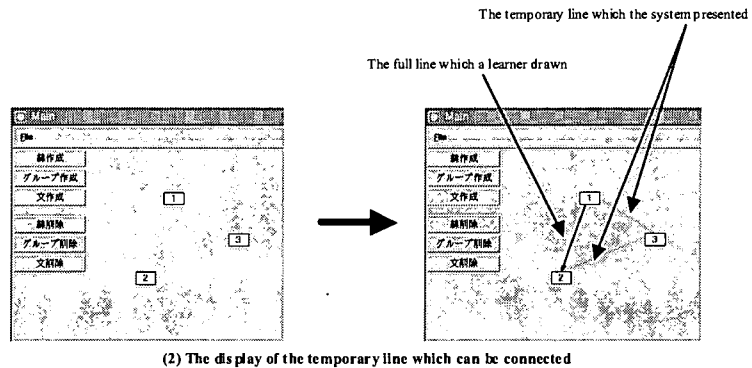 The temporary line which the system presented
The full line which a learner drawn
Main
File
線作成
グループ作成
文作成
線削除
グループ削除
文削除
1
3
2
Main
File
線作成
グループ作成
文作成
線削除
グループ削除
文削除
1
3
2
(2) The display of the temporary line which can be connected